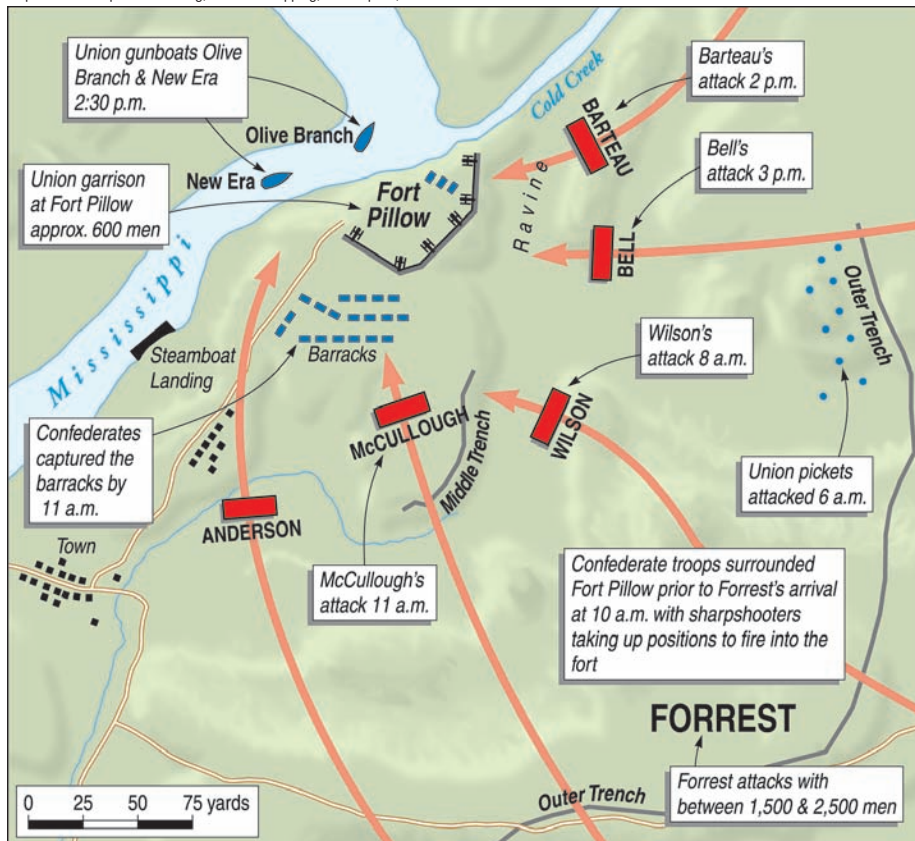 Union gunboats Olive
Branch & New Era
2:30 p.m.
Olive Branch
New Era
Union garrison
at Fort Pillow
approx. 600 men
Fort
Pillow
Cold Creek
Barteau's
attack 2 p.m.
BARTEAU
Bell's
attack 3 p.m.
BELL
Ravine
Outer Trench
Mississippi
Steamboat
Landing
Barracks
Wilson's
attack 8 a.m.
WILSON
McCULLOUGH
Middle Trench
Confederates
captured the
barracks by
11 a.m.
Union pickets
attacked 6 a.m.
ANDERSON
Town
McCullough's
attack 11 a.m.
Confederate troops surrounded
Fort Pillow prior to Forrest's arrival
at 10 a.m. with sharpshooters
taking up positions to fire into the
fort
FORREST
Forrest attacks with
between 1,500 & 2,500 men
Outer Trench
0 25 50 75 yards